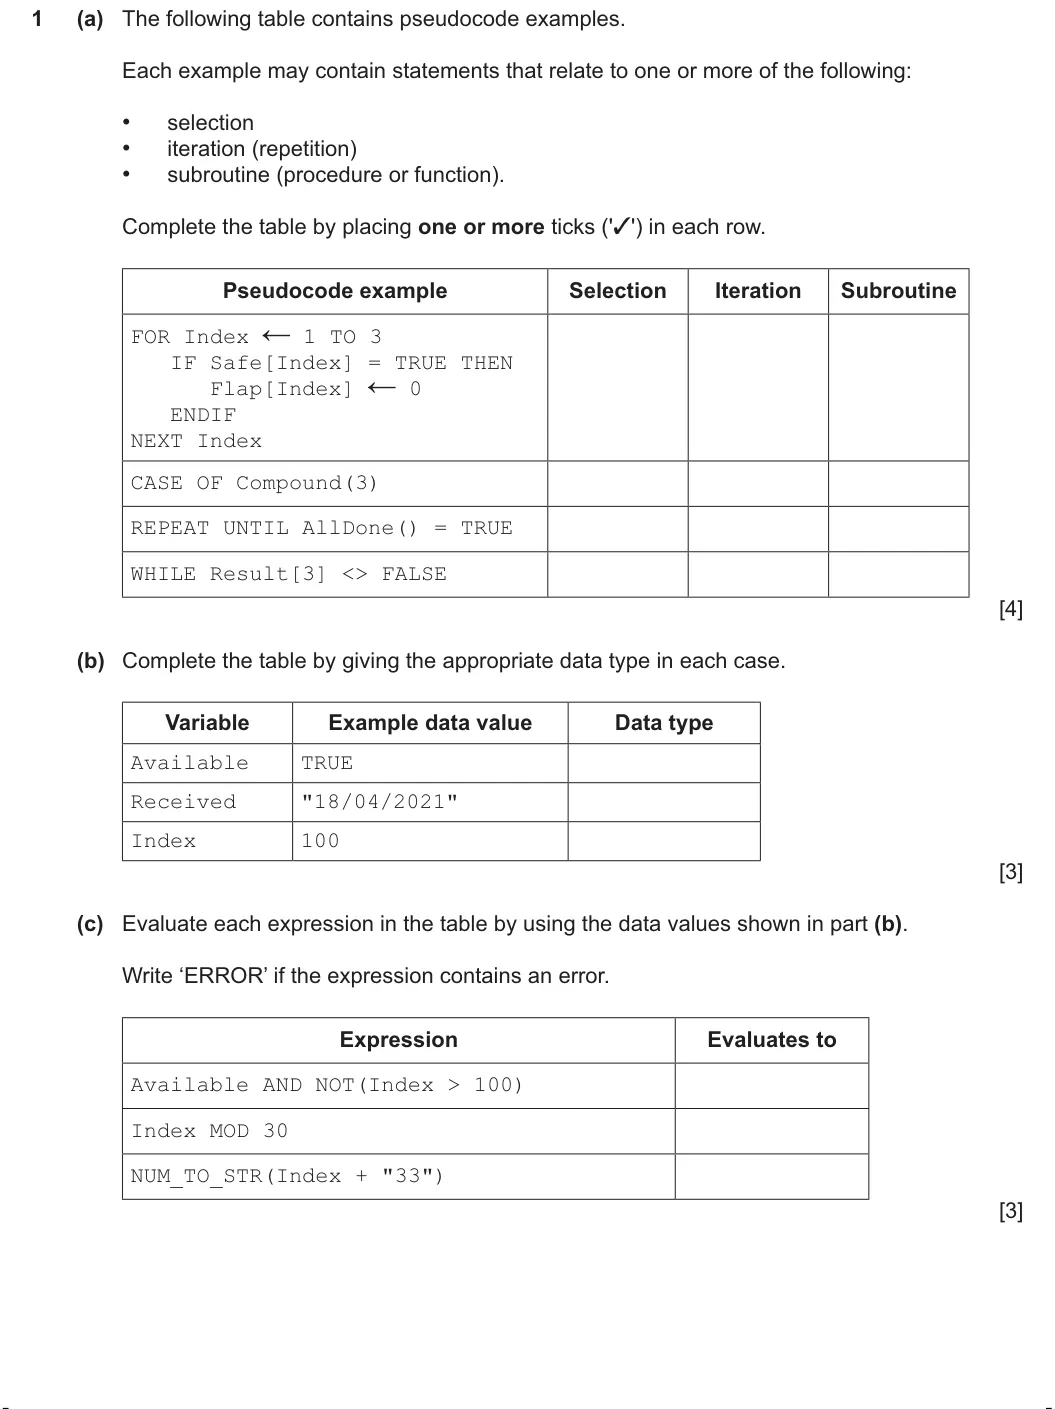 1 (a) The following table contains pseudocode examples.
Each example may contain statements that relate to one or more of the following:
• selection
• iteration (repetition)
• subroutine (procedure or function).
Complete the table by placing one or more ticks ('✓') in each row.
Pseudocode example Selection Iteration Subroutine
FOR Index ← 1 TO 3
IF Safe[Index] = TRUE THEN
Flap[Index] ← 0
ENDIF
NEXT Index
CASE OF Compound(3)
REPEAT UNTIL AllDone() = TRUE
WHILE Result[3] <> FALSE
[4]
(b) Complete the table by giving the appropriate data type in each case.
Variable Example data value Data type
Available TRUE
Received "18/04/2021"
Index 100
[3]
(c) Evaluate each expression in the table by using the data values shown in part (b).
Write ‘ERROR’ if the expression contains an error.
Expression Evaluates to
Available AND NOT(Index > 100)
Index MOD 30
NUM_TO_STR(Index + "33")
[3]